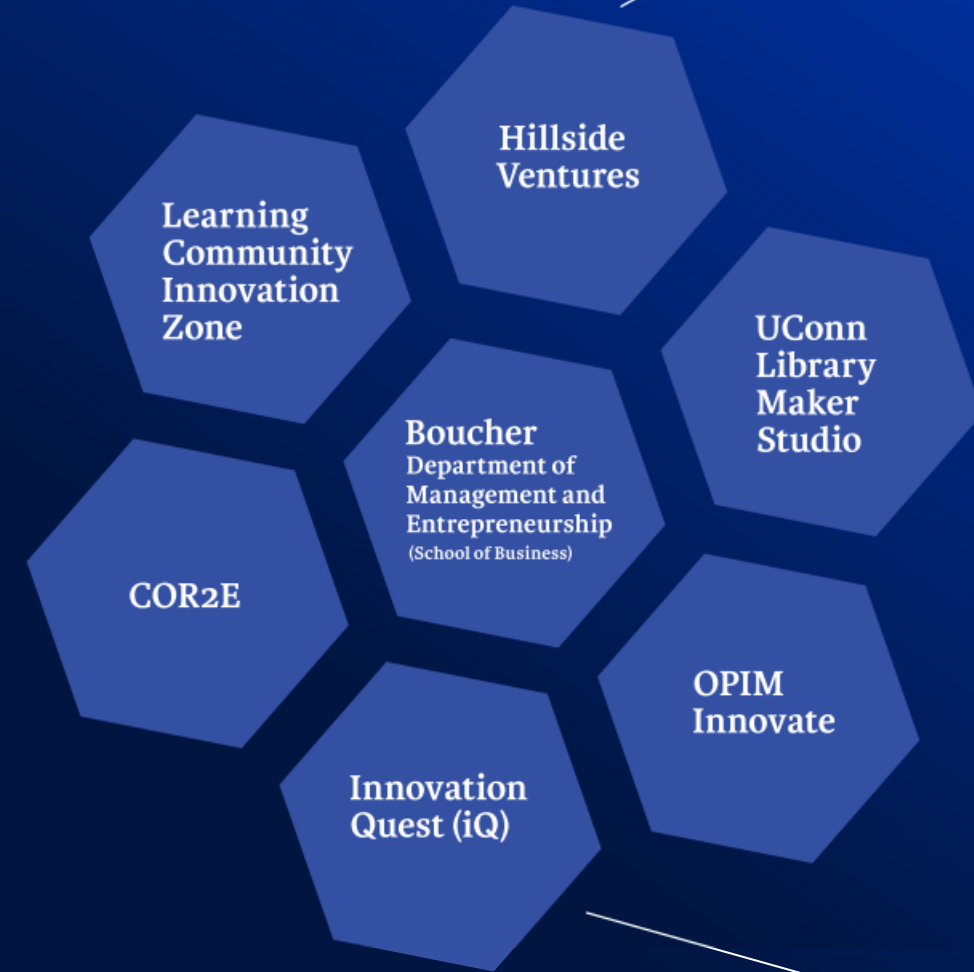 Hillside
Ventures
Learning
Community
Innovation
Zone
UConn
Library
Maker
Studio
Boucher
Department of
Management and
Entrepreneurship
(School of Business)
COR2E
OPIM
Innovate
Innovation
Quest (iQ)